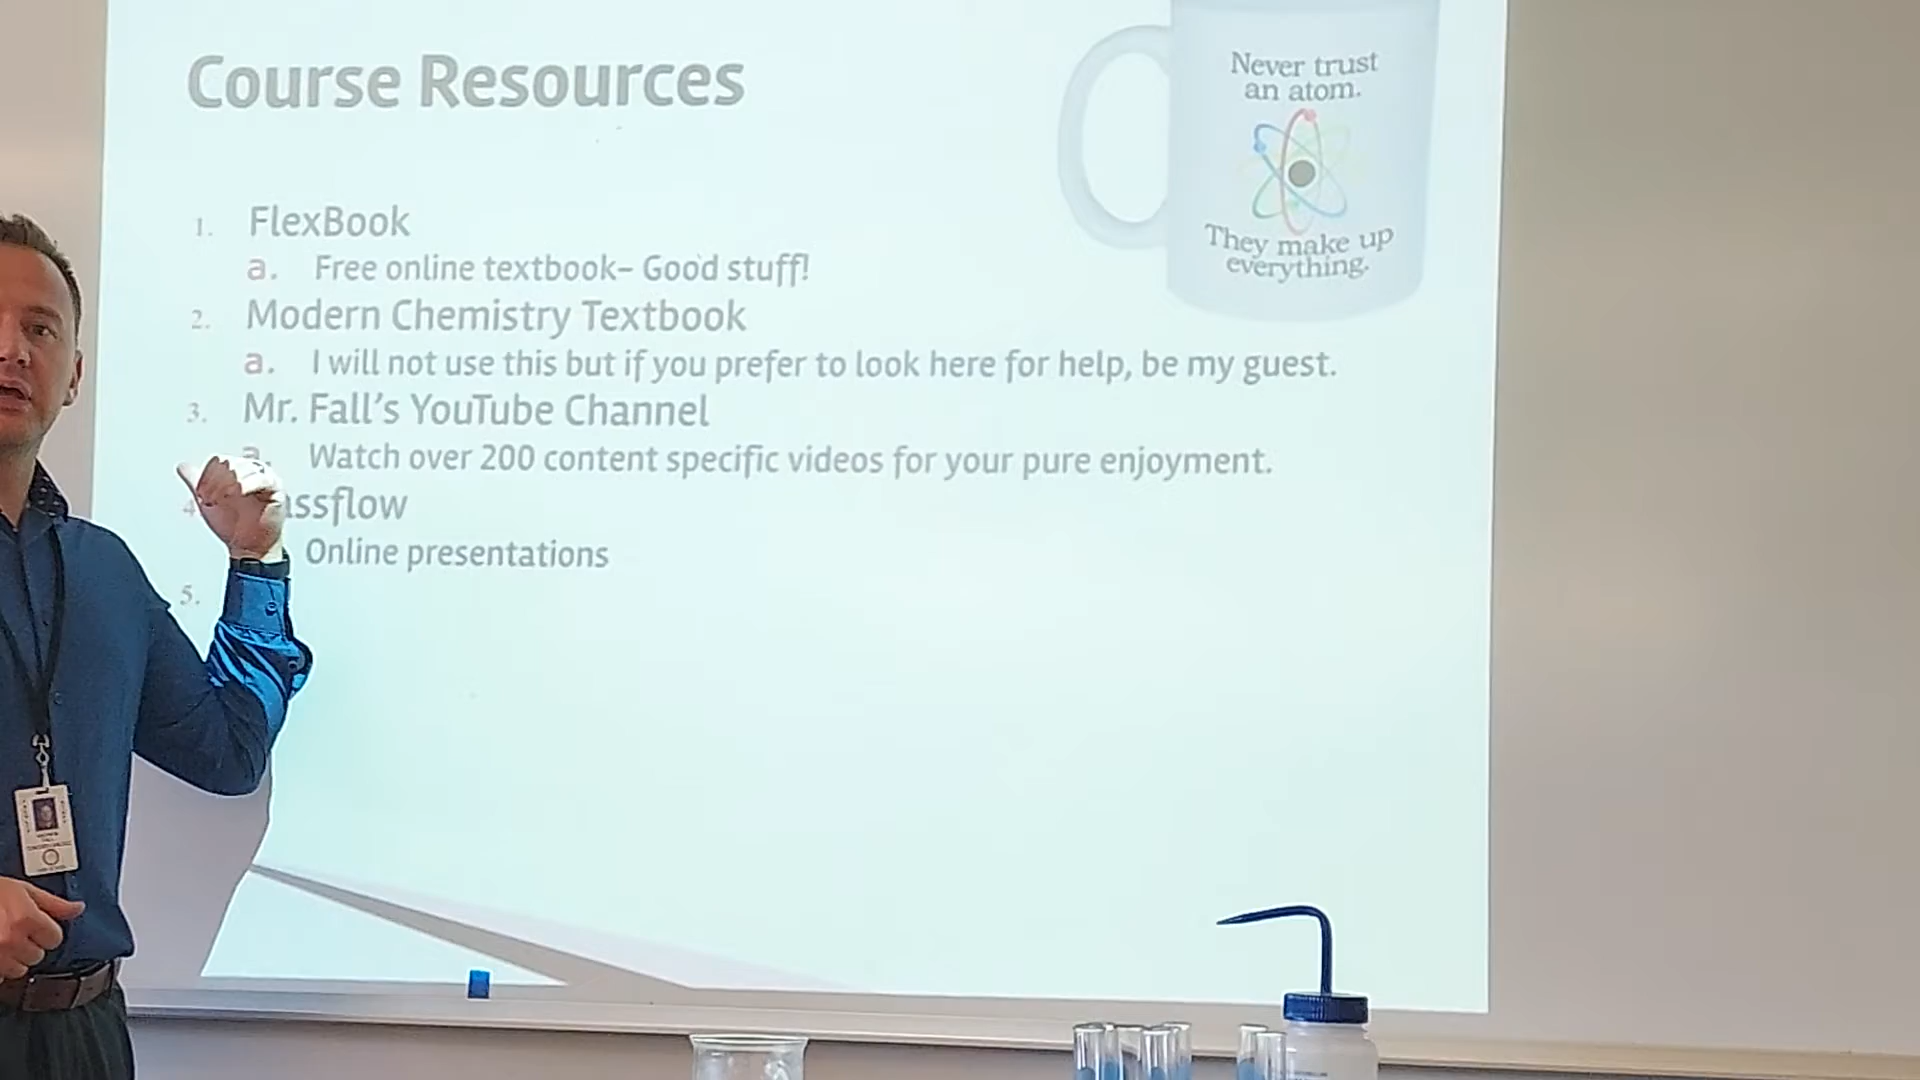 Course Resources
Never trust
an atom.
They make up
everything.
1. FlexBook
a. Free online textbook– Good stuff!
2. Modern Chemistry Textbook
a. I will not use this but if you prefer to look here for help, be my guest.
3. Mr. Fall's YouTube Channel
a. Watch over 200 content specific videos for your pure enjoyment.
4. assflow
Online presentations
5.